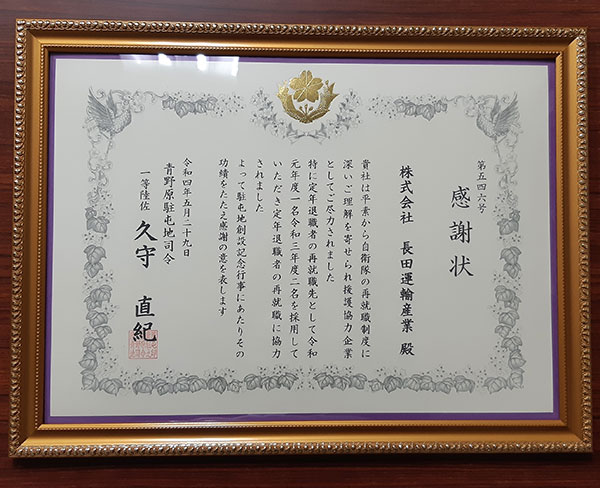 第五四六号
感謝状
株式会社 長田運輸産業 殿
貴社は平素から自衛隊の再就職制度に
深いご理解を寄せられ援護協力企業
としてご尽力されました
特に定年退職者の再就職先として令和
元年度一名令和三年度二名を採用して
いただき定年退職者の再就職に協力
されました
よって駐屯地創設記念行事にあたりその
功績をたたえ感謝の意を表します
令和四年五月二十九日
青野原駐屯地司令
一等陸佐 久守 直紀